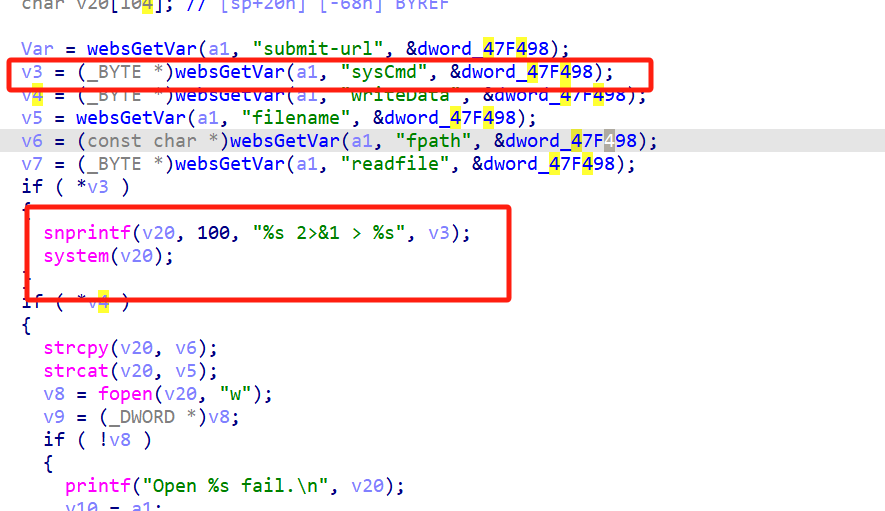 char v20[104]; // [sp+20h] [-68h] BYREF
Var = websGetVar(a1, "submit-url", &dword_47F498);
v3 = (_BYTE *)websGetVar(a1, "sysCmd", &dword_47F498);
v4 = (_BYTE *)websGetVar(a1, "writeData", &dword_47F498);
v5 = websGetVar(a1, "filename", &dword_47F498);
v6 = (const char *)websGetVar(a1, "fpath", &dword_47F498);
v7 = (_BYTE *)websGetVar(a1, "readfile", &dword_47F498);
if ( *v3 )
{
snprintf(v20, 100, "%s 2>&1 > %s", v3);
system(v20);
}
if ( *v4 )
{
strcpy(v20, v6);
strcat(v20, v5);
v8 = fopen(v20, "w");
v9 = (_DWORD *)v8;
if ( !v8 )
{
printf("Open %s fail.\n", v20);
v10 = a1;